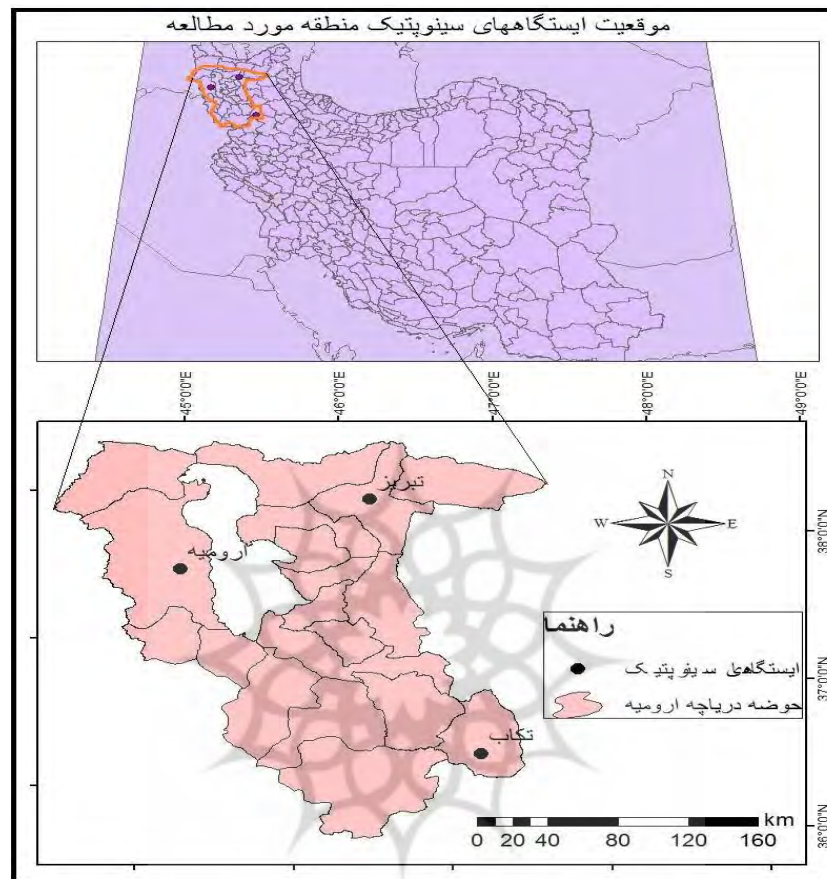 موقعیت ایستگاههای سینوپتیک منطقه مورد مطالعه
45°0'0"E
46°0'0"E
47°0'0"E
48°0'0"E
49°0'0"E
تبریز
ارومیه
تکاب
N
W
E
S
38°0'0"N
37°0'0"N
36°0'0"N
راهنما
ایستگاهای سینوپتیک
حوضه دریاچه ارومیه
km
0 20 40 80 120 160